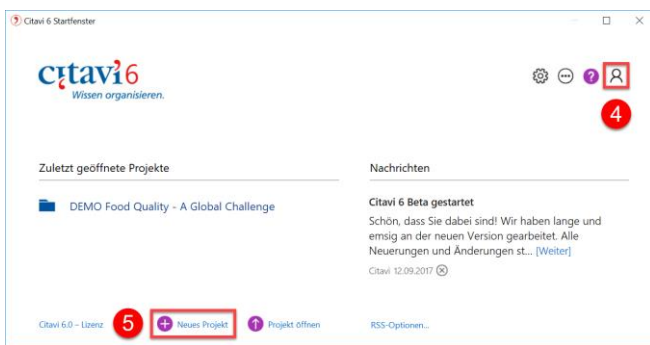 Citavi 6 Startfenster
citavi 6
Wissen organisieren.
?
4
Zuletzt geöffnete Projekte
DEMO Food Quality - A Global Challenge
Nachrichten
Citavi 6 Beta gestartet
Schön, dass Sie dabei sind! Wir haben lange und
emsig an der neuen Version gearbeitet. Alle
Neuerungen und Änderungen st... [Weiter]
Citavi 12.09.2017
Citavi 6.0 – Lizenz
5
Neues Projekt
Projekt öffnen
RSS-Optionen...